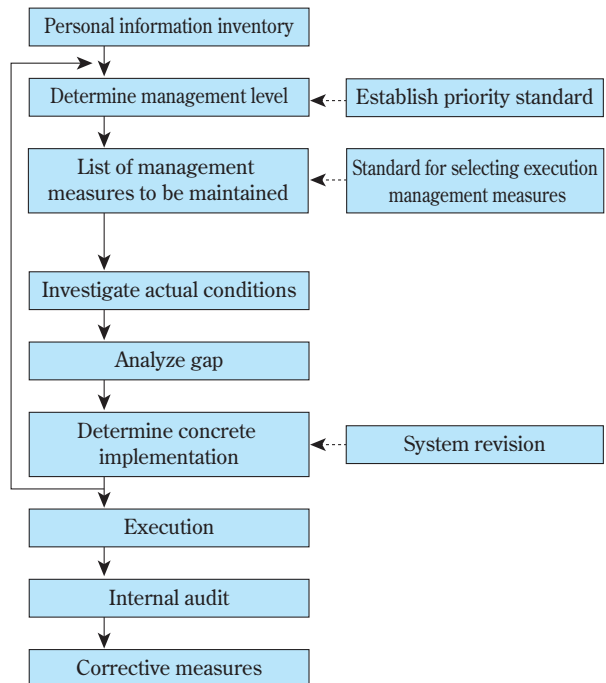 Personal information inventory
Determine management level
Establish priority standard
List of management
measures to be maintained
Standard for selecting execution
management measures
Investigate actual conditions
Analyze gap
Determine concrete
implementation
System revision
Execution
Internal audit
Corrective measures